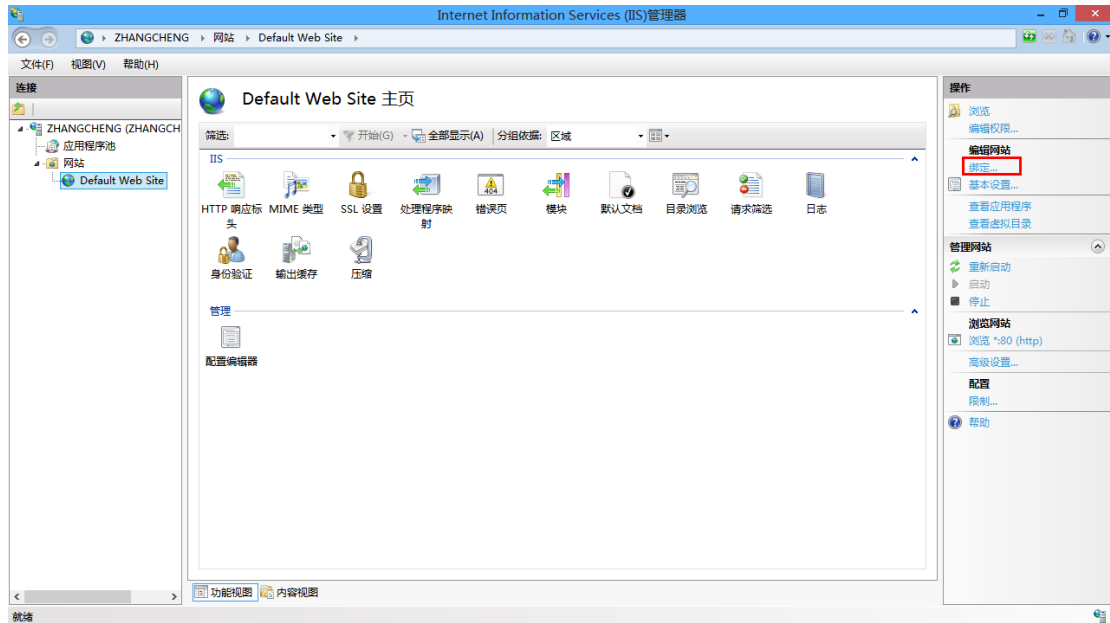 Internet Information Services (IIS)管理器
ZHANGCHENG 网站 Default Web Site
文件(F) 视图(V) 帮助(H)
连接
ZHANGCHENG (ZHANGCH
应用程序池
网站
Default Web Site
Default Web Site 主页
筛选: 开始(G) 全部显示(A) 分组依据: 区域
IIS
HTTP 响应标头
MIME 类型
SSL 设置
处理程序映射
404
错误页
模块
默认文档
目录浏览
请求筛选
日志
身份验证
输出缓存
压缩
管理
配置编辑器
功能视图 内容视图
操作
浏览
编辑权限...
编辑网站
绑定...
基本设置...
查看应用程序
查看虚拟目录
管理网站
重新启动
启动
停止
浏览网站
浏览 *:80 (http)
高级设置...
配置
限制...
帮助
就绪